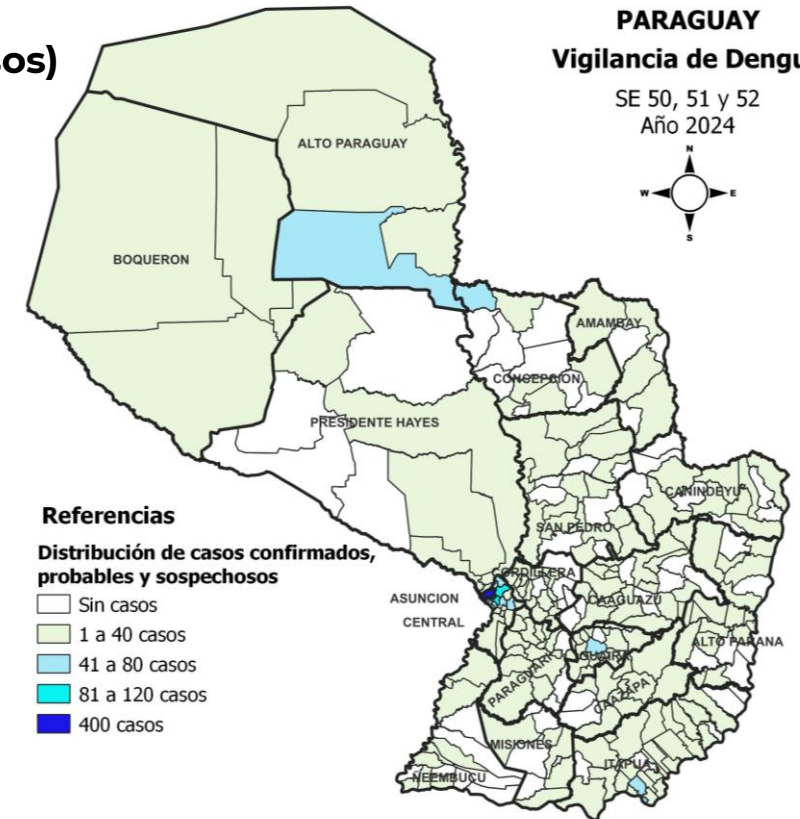 os)
PARAGUAY
Vigilancia de Dengu
SE 50, 51 y 52
Año 2024
N
W
E
S
ALTO PARAGUAY
BOQUERON
AMAMBAY
CONCEPCION
PRESIDENTE HAYES
CANINDEYU
SAN PEDRO
CORDILLERA
ASUNCION
CENTRAL
CAAGUAZU
ALTO PARANA
GUAIRA
PARAGUARI
CAAZAPA
MISIONES
ITAPUA
ÑEEMBUCU
Referencias
Distribución de casos confirmados,
probables y sospechosos
Sin casos
1 a 40 casos
41 a 80 casos
81 a 120 casos
400 casos